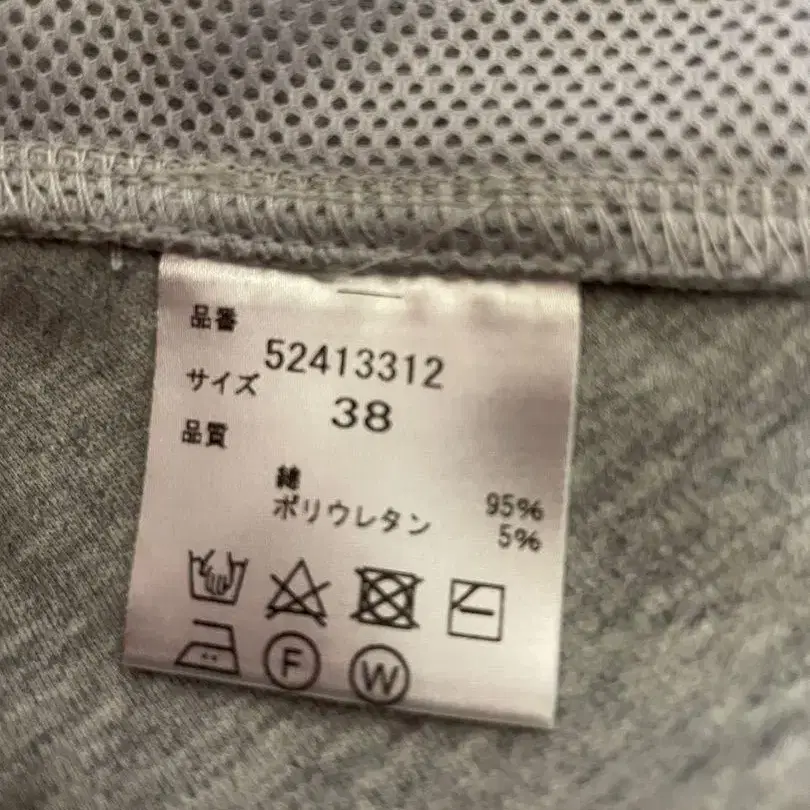 品番
52413312
サイズ
38
品質
綿 95%
ポリウレタン 5%
F W